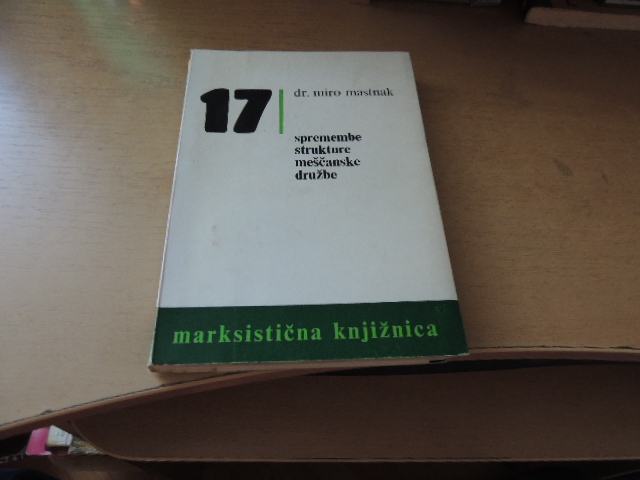 17
dr. miro mastnak
spremembe
strukture
meščanske
družbe
marksistična knjižnica